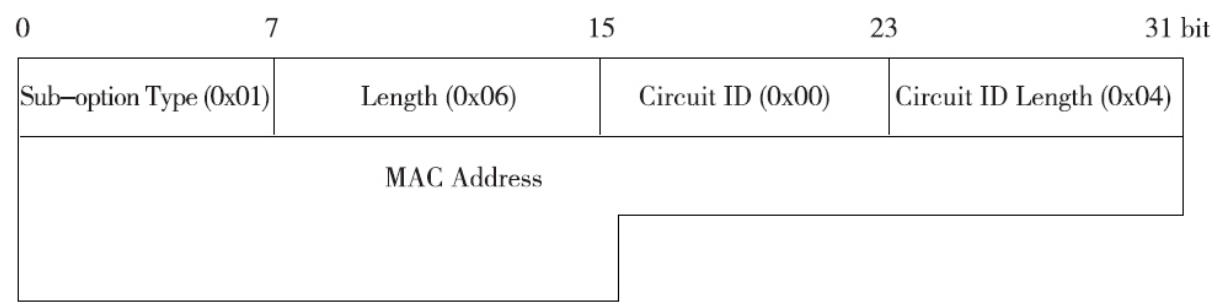 0 7 15 23 31 bit
Sub-option Type (0x01) Length (0x06) Circuit ID (0x00) Circuit ID Length (0x04)
MAC Address